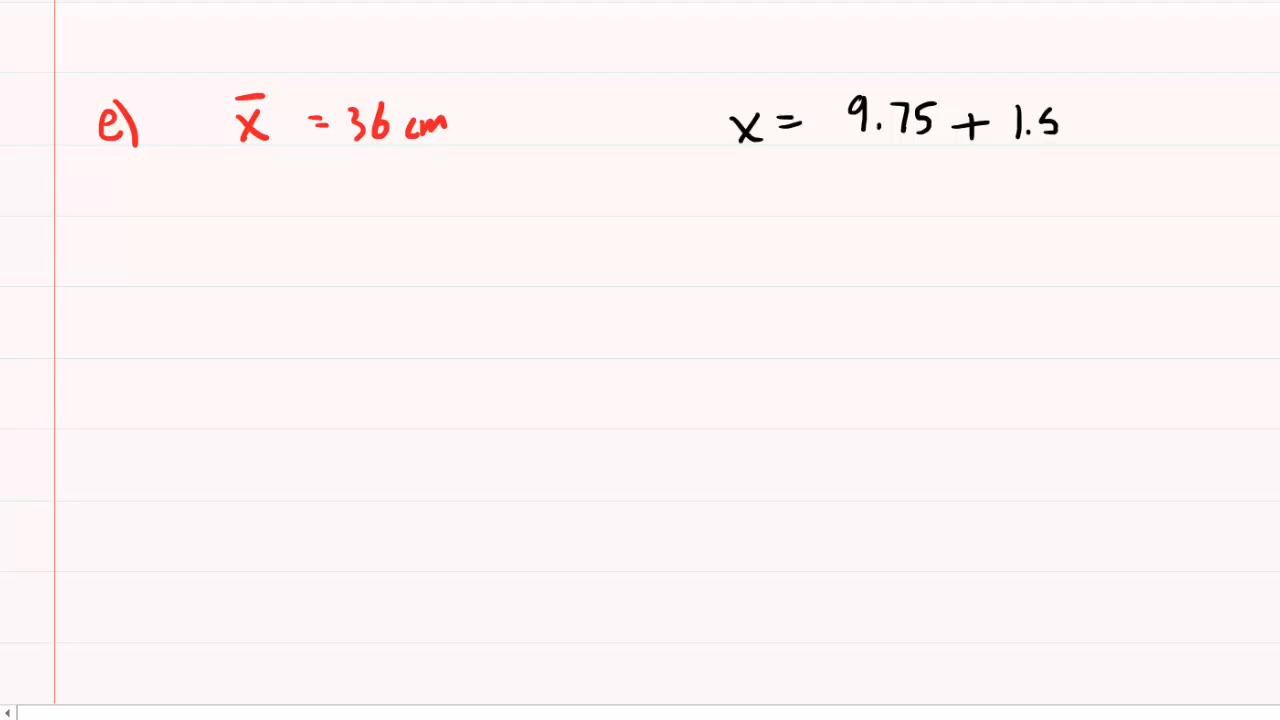 e) x̄ = 36 cm x = 9.75 + 1.5